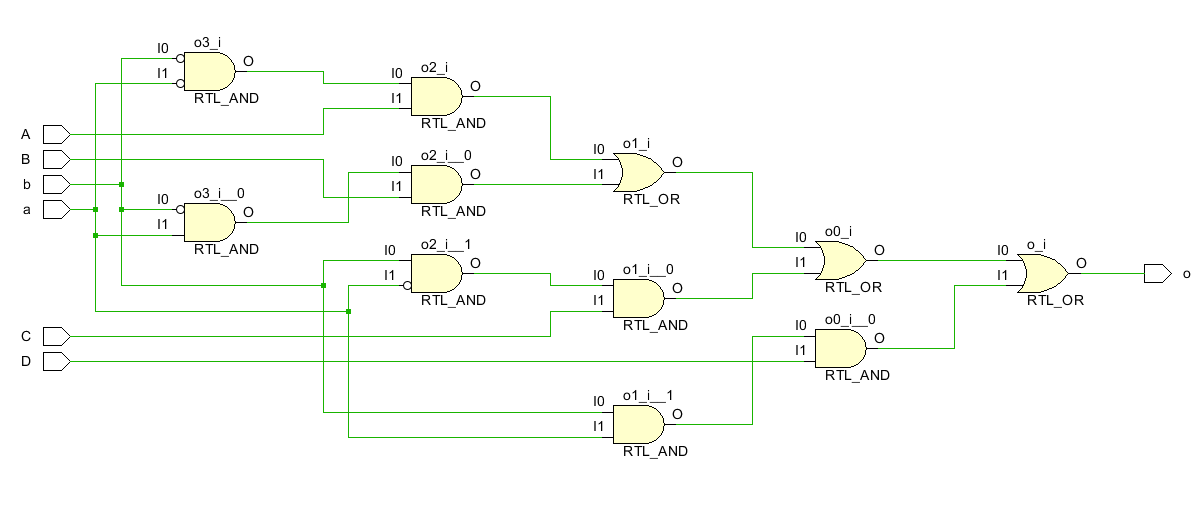 o3_i
I0
I1
O
RTL_AND
o2_i
I0
I1
O
RTL_AND
A
B
b
a
o1_i
I0
I1
O
RTL_OR
o2_i__0
I0
I1
O
RTL_AND
o3_i__0
I0
I1
O
RTL_AND
o2_i__1
I0
I1
O
RTL_AND
o0_i
I0
I1
O
RTL_OR
o_i
I0
I1
O
RTL_OR
o
o1_i__0
I0
I1
O
RTL_AND
C
D
o0_i__0
I0
I1
O
RTL_AND
o1_i__1
I0
I1
O
RTL_AND